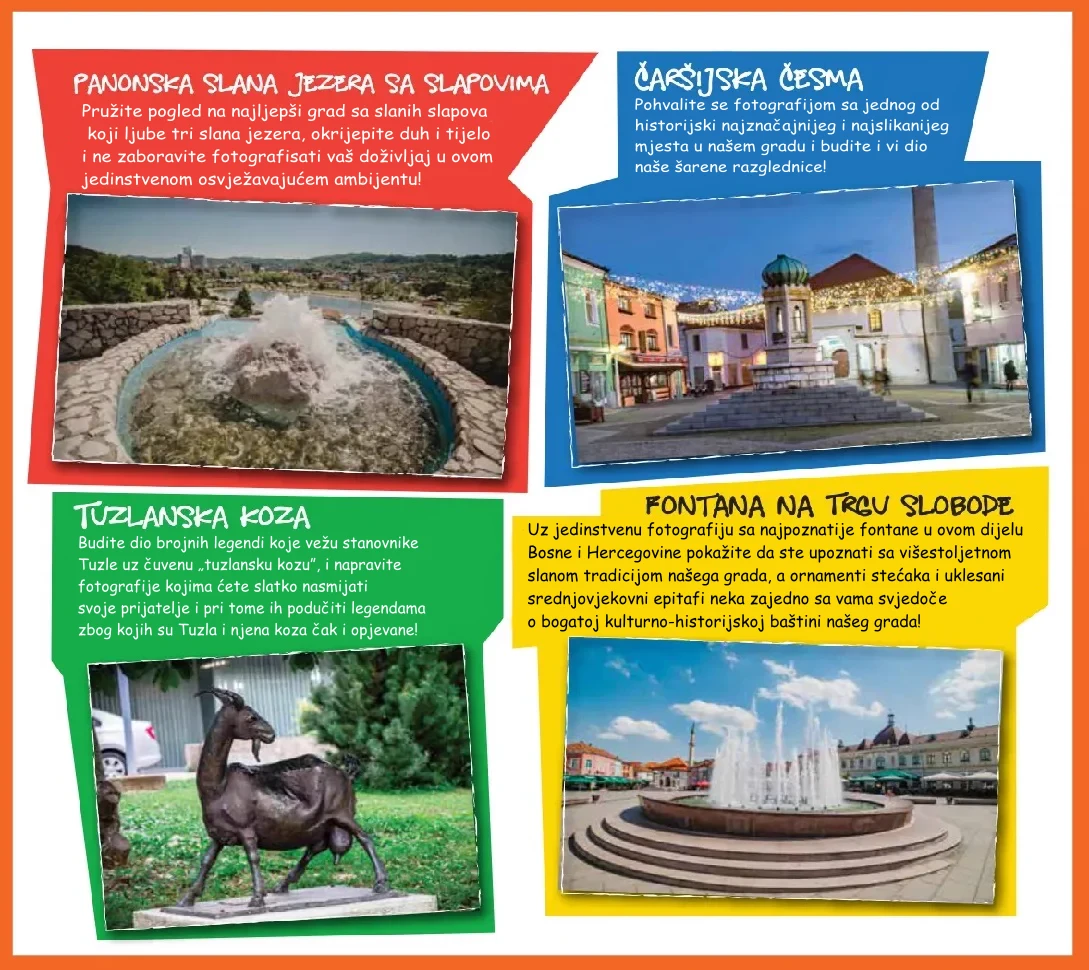 PANONSKA SLANA JEZERA SA SLAPOVIMA
Pružite pogled na najljepši grad sa slanih slapova
koji ljube tri slana jezera, okrijepite duh i tijelo
i ne zaboravite fotografisati vaš doživljaj u ovom
jedinstvenom osvježavajućem ambijentu!
ČARŠIJSKA ČESMA
Pohvalite se fotografijom sa jednog od
historijski najznačajnijeg i najslikanijeg
mjesta u našem gradu i budite i vi dio
naše šarene razglednice!
TUZLANSKA KOZA
Budite dio brojnih legendi koje vežu stanovnike
Tuzle uz čuvenu „tuzlansku kozu”, i napravite
fotografije kojima ćete slatko nasmijati
svoje prijatelje i pri tome ih podučiti legendama
zbog kojih su Tuzla i njena koza čak i opjevane!
FONTANA NA TRGU SLOBODE
Uz jedinstvenu fotografiju sa najpoznatije fontane u ovom dijelu
Bosne i Hercegovine pokažite da ste upoznati sa višestoljetnom
slanom tradicijom našega grada, a ornamenti stećaka i uklesani
srednjovjekovni epitafi neka zajedno sa vama svjedoče
o bogatoj kulturno-historijskoj baštini našeg grada!